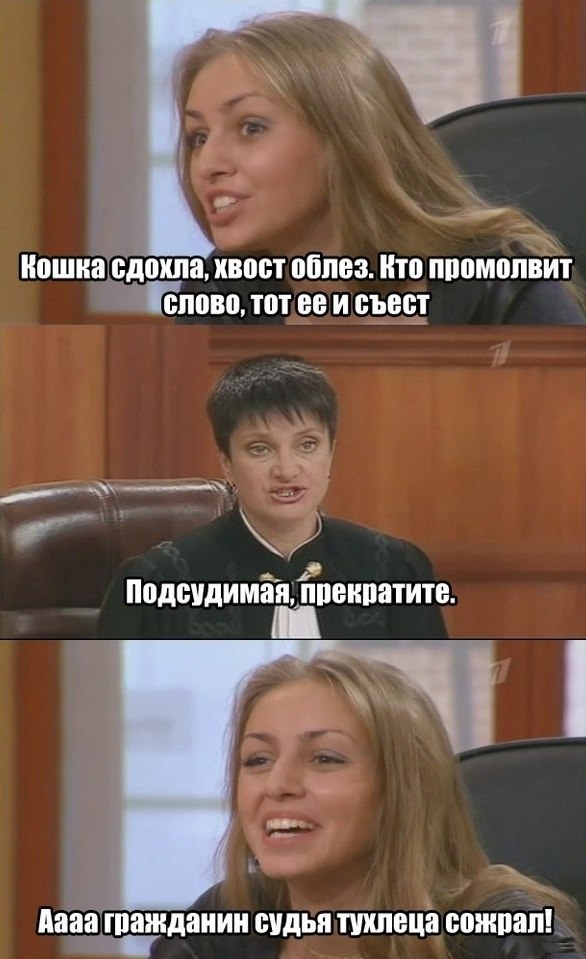 Кошка сдохла, хвост облез. Кто промолвит
слово, тот ее и съест
Подсудимая, прекратите.
Аааа гражданин судья тухлеца сожрал!